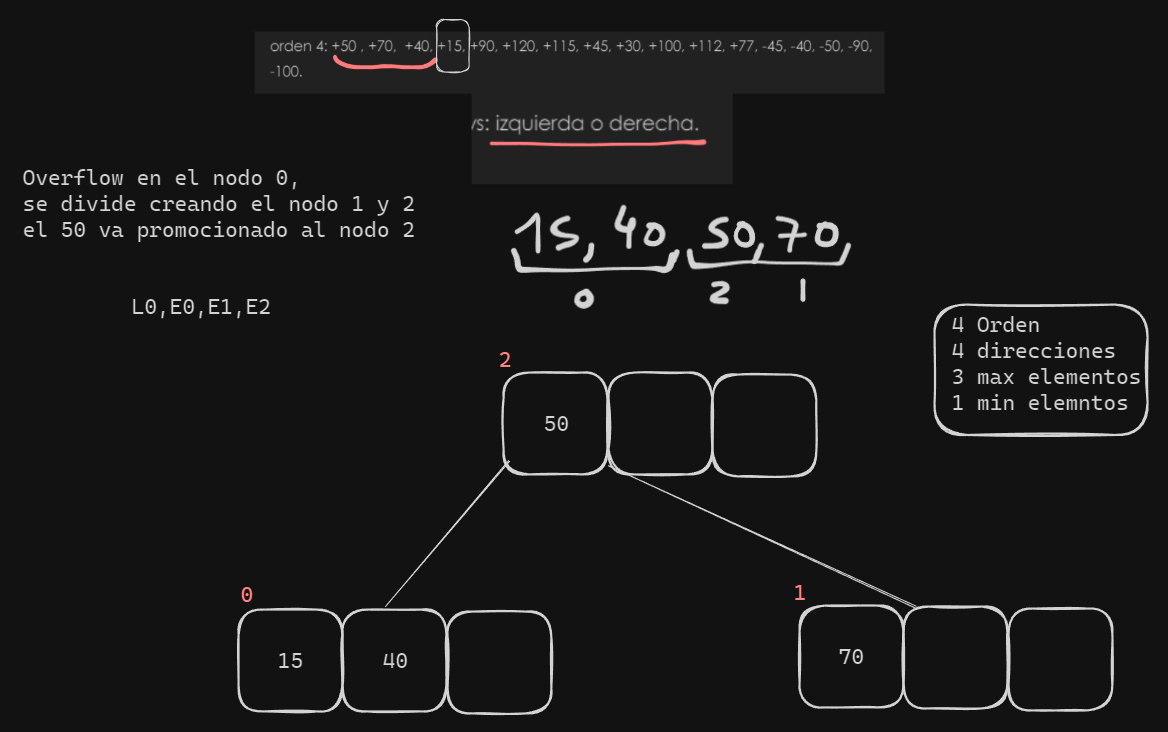 orden 4: +50 , +70, +40, +15, +90, +120, +115, +45, +30, +100, +112, +77, -45, -40, -50, -90,
-100.
/s: izquierda o derecha.
Overflow en el nodo 0,
se divide creando el nodo 1 y 2
el 50 va promocionado al nodo 2
15, 40, 50, 70,
0 2 1
L0,E0,E1,E2
4 Orden
4 direcciones
3 max elementos
1 min elemntos
2
50
0
15 40
1
70